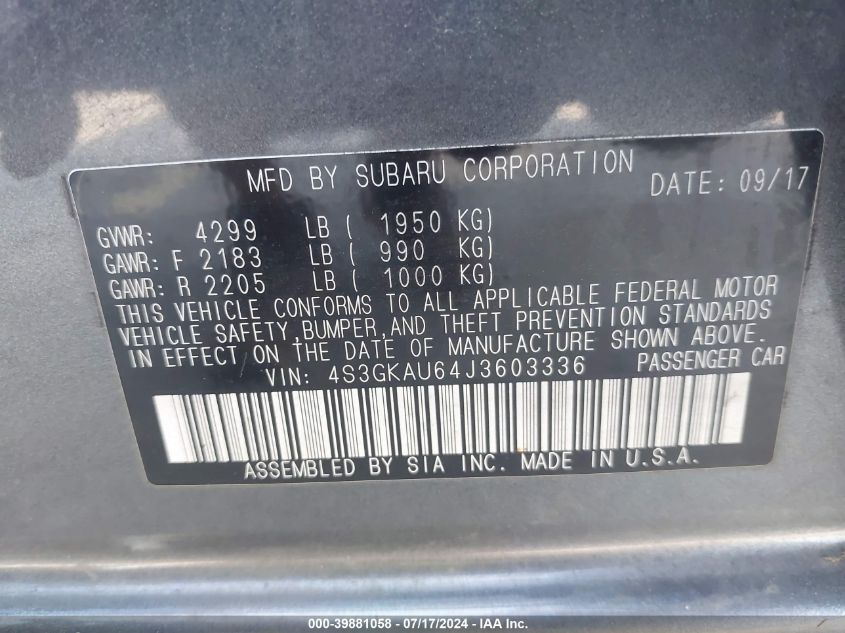 MFD BY SUBARU CORPORATION DATE: 09/17
GVWR: 4299 LB ( 1950 KG)
GAWR: F 2183 LB ( 990 KG)
GAWR: R 2205 LB ( 1000 KG)
THIS VEHICLE CONFORMS TO ALL APPLICABLE FEDERAL MOTOR
VEHICLE SAFETY,BUMPER,AND THEFT PREVENTION STANDARDS
IN EFFECT ON THE DATE OF MANUFACTURE SHOWN ABOVE.
VIN: 4S3GKAU64J3603336 PASSENGER CAR
ASSEMBLED BY SIA INC. MADE IN U.S.A.
000-39881058 - 07/17/2024 - IAA Inc.